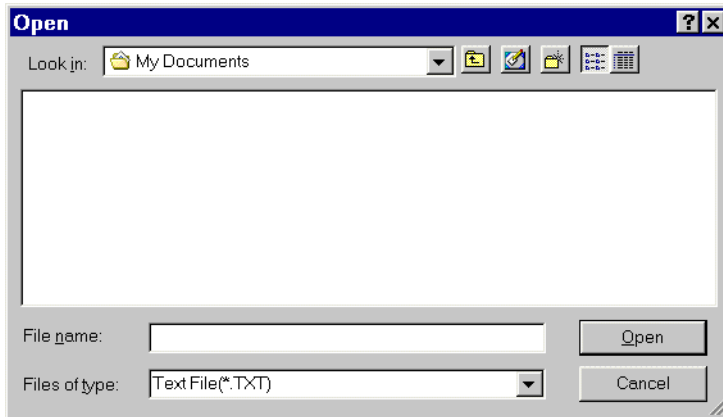 Open
Look in: My Documents
File name:
Open
Files of type: Text File(*.TXT)
Cancel